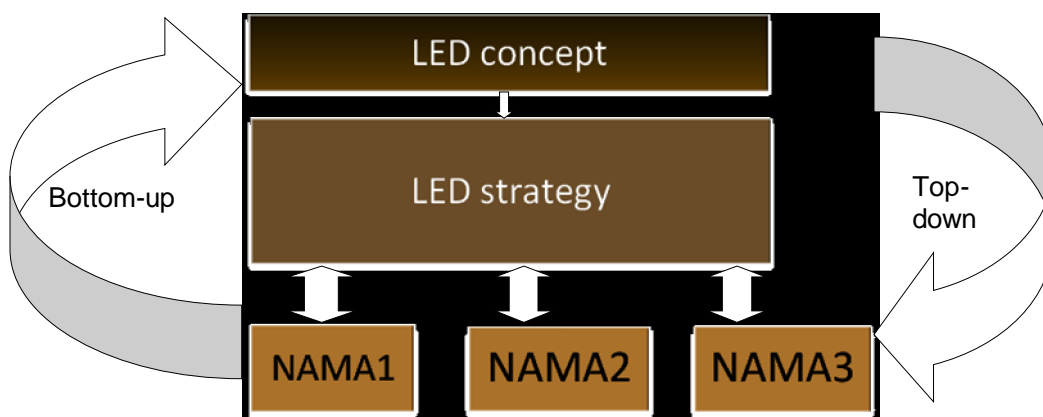 LED concept
LED strategy
Bottom-up
Top-
down
NAMA1
NAMA2
NAMA3